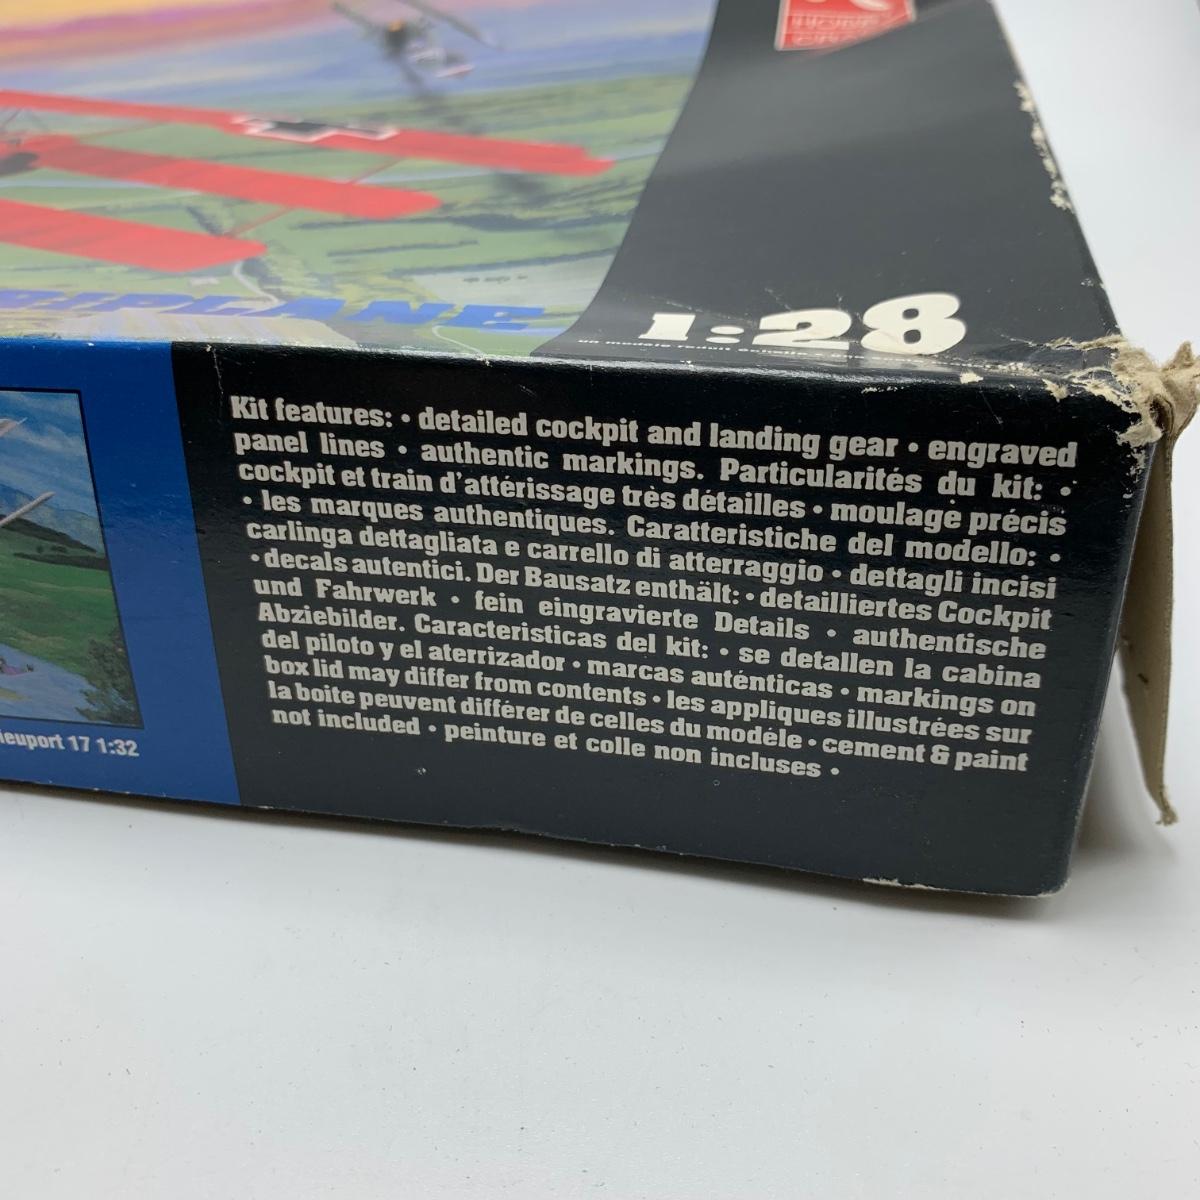 TRIPLANE
1:28
Kit features: • detailed cockpit and landing gear • engraved
panel lines • authentic markings. Particularités du kit: •
cockpit et train d'attérissage très détailles • moulage précis
• les marques authentiques. Caratteristiche del modello: •
carlinga dettagliata e carrello di atterraggio • dettagli incisi
• decals autentici. Der Bausatz enthält: • detailliertes Cockpit
und Fahrwerk • fein eingravierte Details • authentische
Abziebilder. Caracteristicas del kit: • se detallen la cabina
del piloto y el aterrizador • marcas auténticas • markings on
box lid may differ from contents • les appliques illustrées sur
la boite peuvent différer de celles du modéle • cement & paint
not included • peinture et colle non incluses •
ieuport 17 1:32